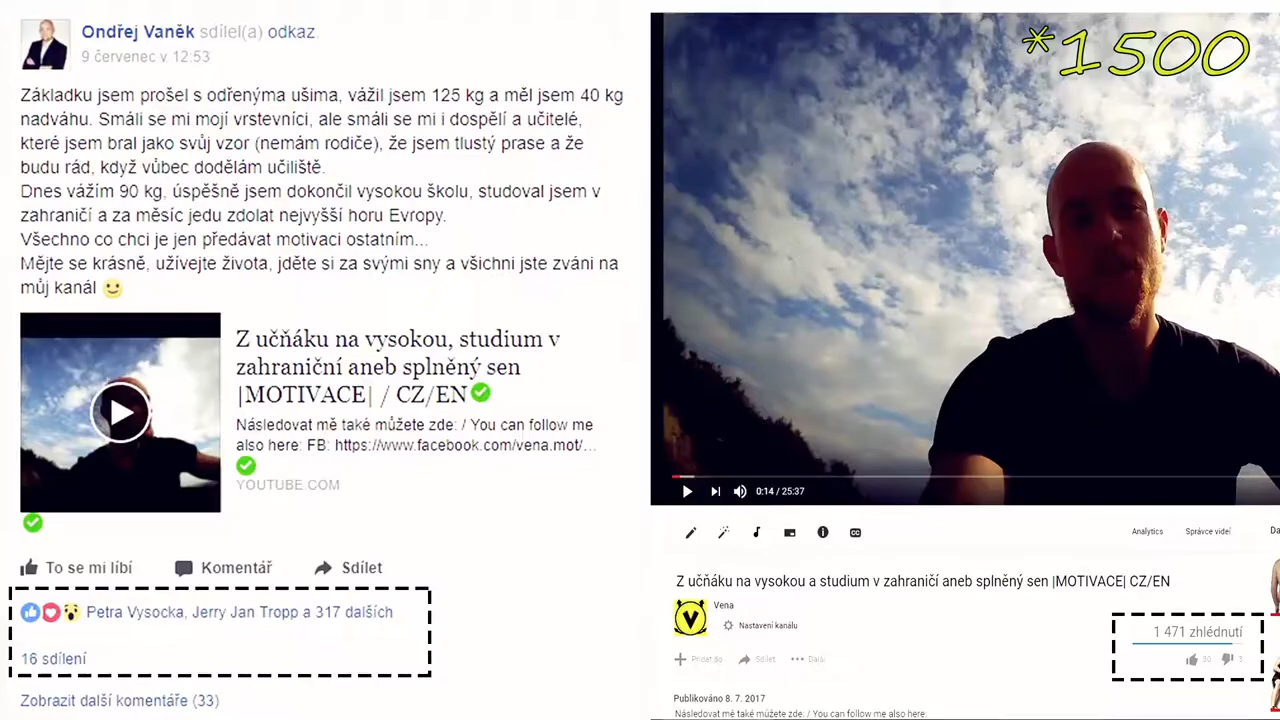 Ondřej Vaněk sdílel(a) odkaz
9 červenec v 12:53
Základku jsem prošel s odřenýma ušima, vážil jsem 125 kg a měl jsem 40 kg
nadváhu. Smáli se mi mojí vrstevníci, ale smáli se mi i dospělí a učitelé,
které jsem bral jako svůj vzor (nemám rodiče), že jsem tlustý prase a že
budu rád, když vůbec dodělám učiliště.
Dnes vážím 90 kg, úspěšně jsem dokončil vysokou školu, studoval jsem v
zahraničí a za měsíc jedu zdolat nejvyšší horu Evropy.
Všechno co chci je jen předávat motivaci ostatním...
Mějte se krásně, užívejte života, jděte si za svými sny a všichni jste zváni na
můj kanál
Z učňáku na vysokou, studium v
zahraniční aneb splněný sen
|MOTIVACE| / CZ/EN
Následovat mě také můžete zde: / You can follow me
also here: FB: https://www.facebook.com/vena.mot/...
YOUTUBE.COM
To se mi líbí Komentář Sdílet
Petra Vysocka, Jerry Jan Tropp a 317 dalších
16 sdílení
Zobrazit další komentáře (33)
*1500
0:14 / 25:37
Analytics Správce videí
Z učňáku na vysokou a studium v zahraničí aneb splněný sen |MOTIVACE| CZ/EN
V
Vena
Nastavení kanálu
1 471 zhlédnutí
Přidat do Sdílet Další
30 3
Publikováno 8. 7. 2017
Následovat mě také můžete zde: / You can follow me also here: